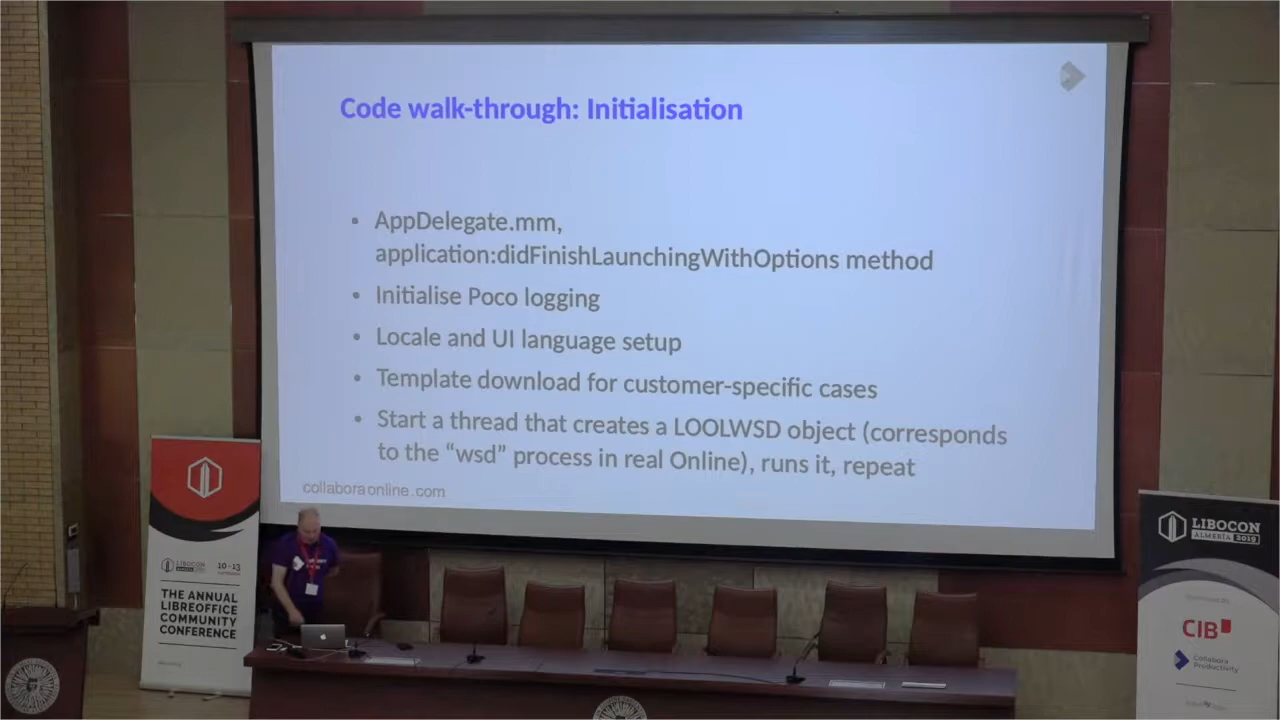 Code walk-through: Initialisation
• AppDelegate.mm,
application:didFinishLaunchingWithOptions method
• Initialise Poco logging
• Locale and UI language setup
• Template download for customer-specific cases
• Start a thread that creates a LOOLWSD object (corresponds
to the “wsd” process in real Online), runs it, repeat
collaboraonline.com
10-13
THE ANNUAL
LIBREOFFICE
COMMUNITY
CONFERENCE
LIBOCON
ALMERÍA 2019
CIB
Collabora
Productivity